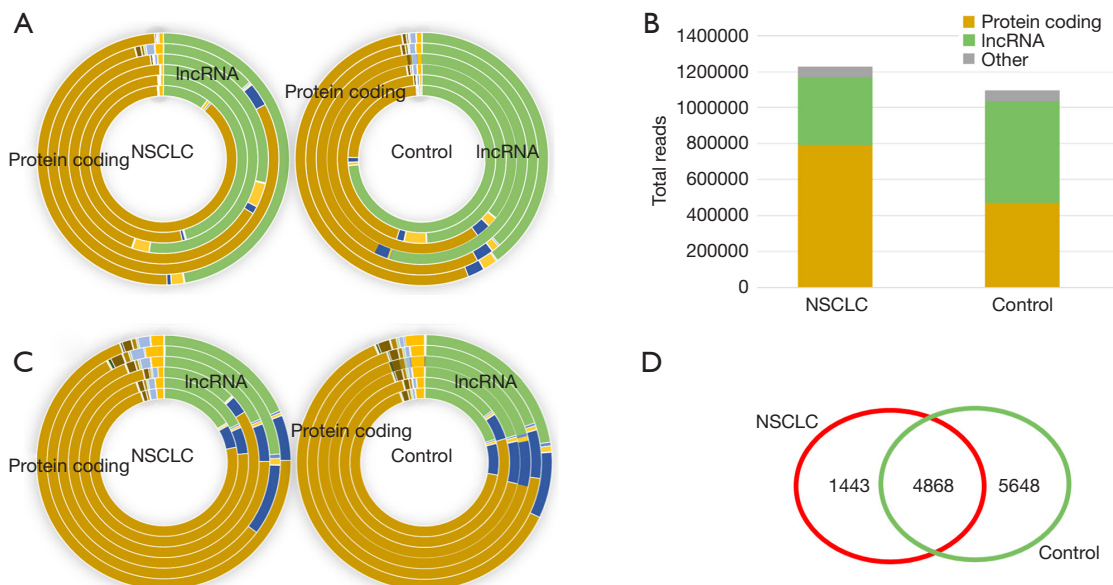 A
lncRNA
Protein coding
NSCLC
Protein coding
Control
lncRNA
B
Protein coding
lncRNA
Other
Total reads
1400000
1200000
1000000
800000
600000
400000
200000
0
NSCLC
Control
C
lncRNA
Protein coding
NSCLC
lncRNA
Protein coding
Control
D
NSCLC
1443
4868
5648
Control